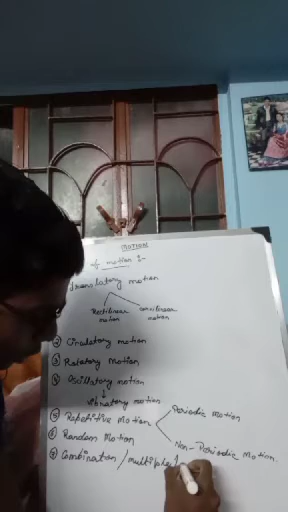 MOTION
of motion :-
Translatory motion
Rectilinear motion
curvilinear motion
② Circulatory motion
③ Rotatory Motion
④ Oscillatory motion
Vibratory motion
⑤ Repetitive Motion
Periodic motion
Non-Periodic Motion
⑥ Random Motion
⑦ Combination / multiple